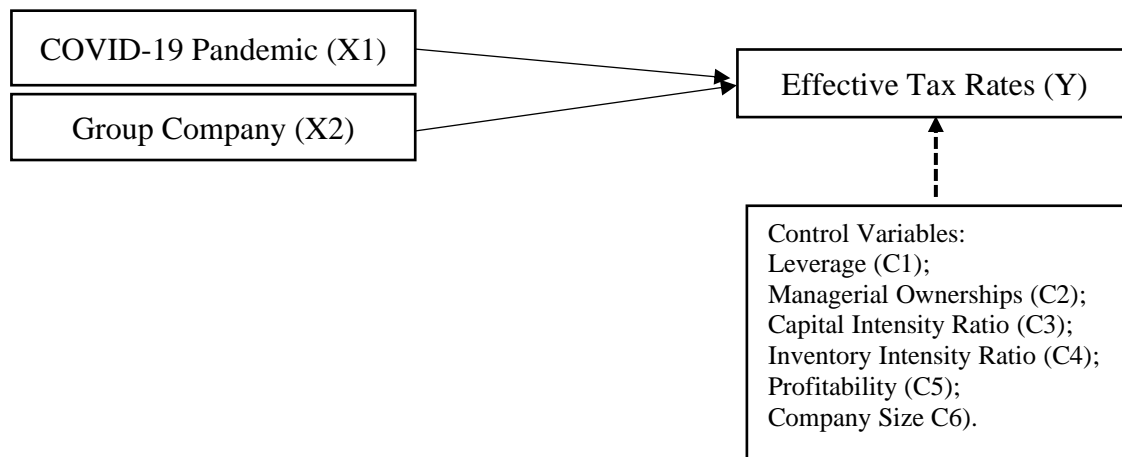 COVID-19 Pandemic (X1)
Group Company (X2)
Effective Tax Rates (Y)
Control Variables:
Leverage (C1);
Managerial Ownerships (C2);
Capital Intensity Ratio (C3);
Inventory Intensity Ratio (C4);
Profitability (C5);
Company Size C6).